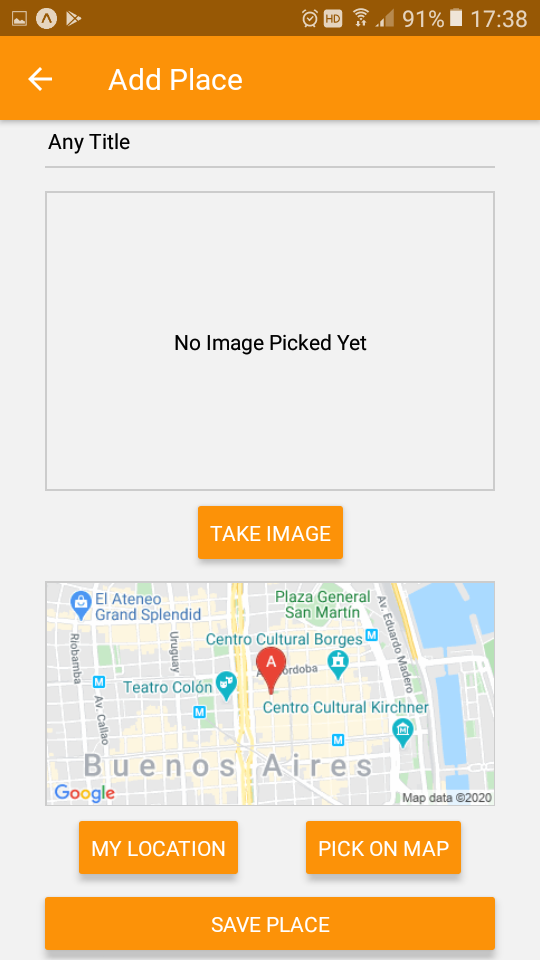 HD 91% 17:38
Add Place
Any Title
No Image Picked Yet
TAKE IMAGE
El Ateneo
Grand Splendid
Plaza General
San Martín
Av. Eduardo Madero
Riobamba
Uruguay
Centro Cultural Borges M
A
Teatro Colón
M
Av. Callao
M
Centro Cultural Kirchner
M
Buenos Aires
Google
Map data ©2020
MY LOCATION
PICK ON MAP
SAVE PLACE